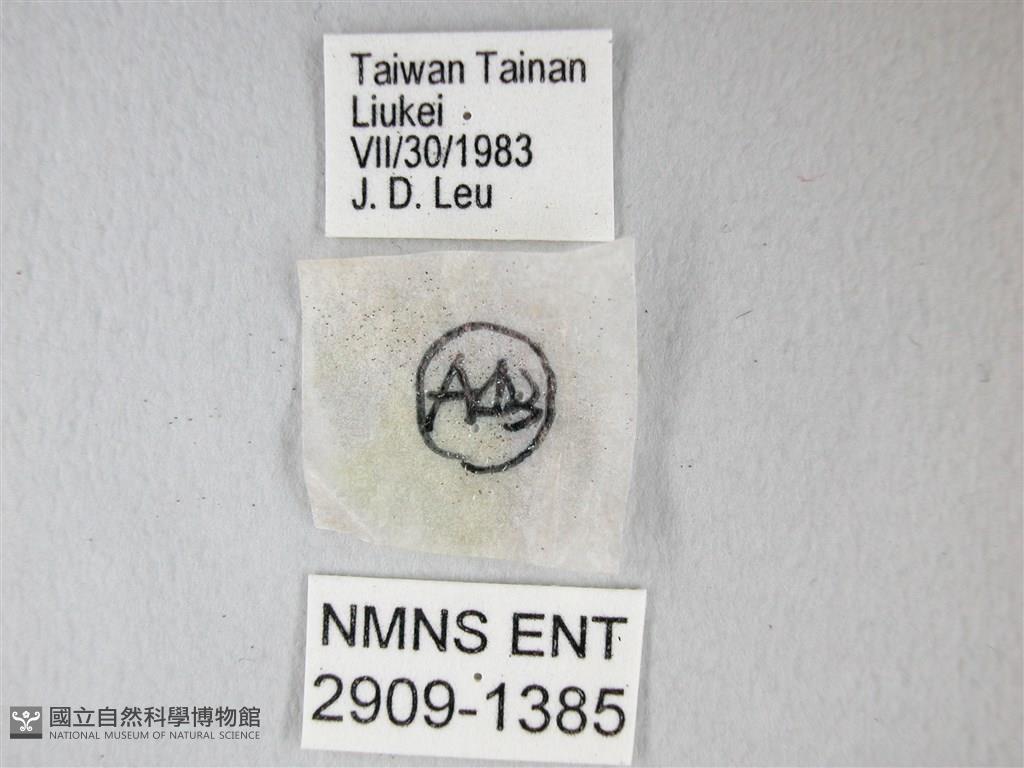 Taiwan Tainan
Liukei
VII/30/1983
J. D. Leu
NMNS ENT
2909-1385
國立自然科學博物館
NATIONAL MUSEUM OF NATURAL SCIENCE